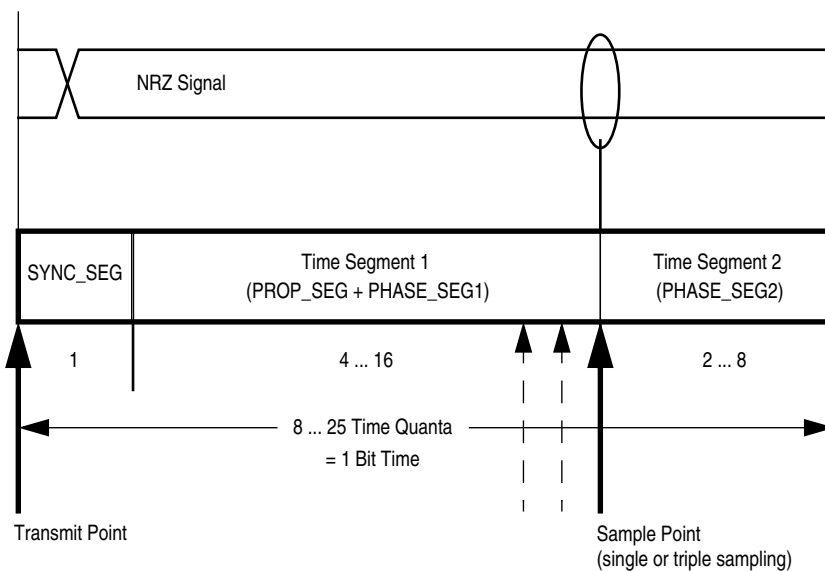 NRZ Signal
SYNC_SEG
Time Segment 1
(PROP_SEG + PHASE_SEG1)
Time Segment 2
(PHASE_SEG2)
1
4 ... 16
2 ... 8
8 ... 25 Time Quanta
= 1 Bit Time
Transmit Point
Sample Point
(single or triple sampling)